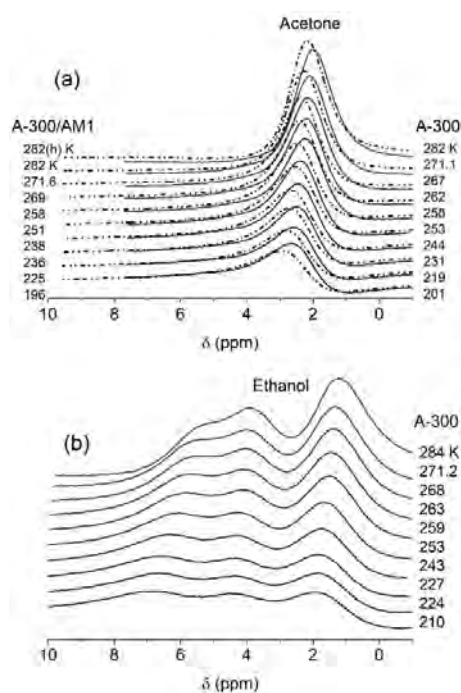 Acetone
(a)
A-300/AM1
A-300
282(h) K
282 K
271.6
269
258
251
238
236
225
196
282 K
271.1
267
262
258
253
244
231
219
201
10 8 6 4 2 0
δ (ppm)
Ethanol
(b)
A-300
284 K
271.2
268
263
259
253
243
227
224
210
10 8 6 4 2 0
δ (ppm)